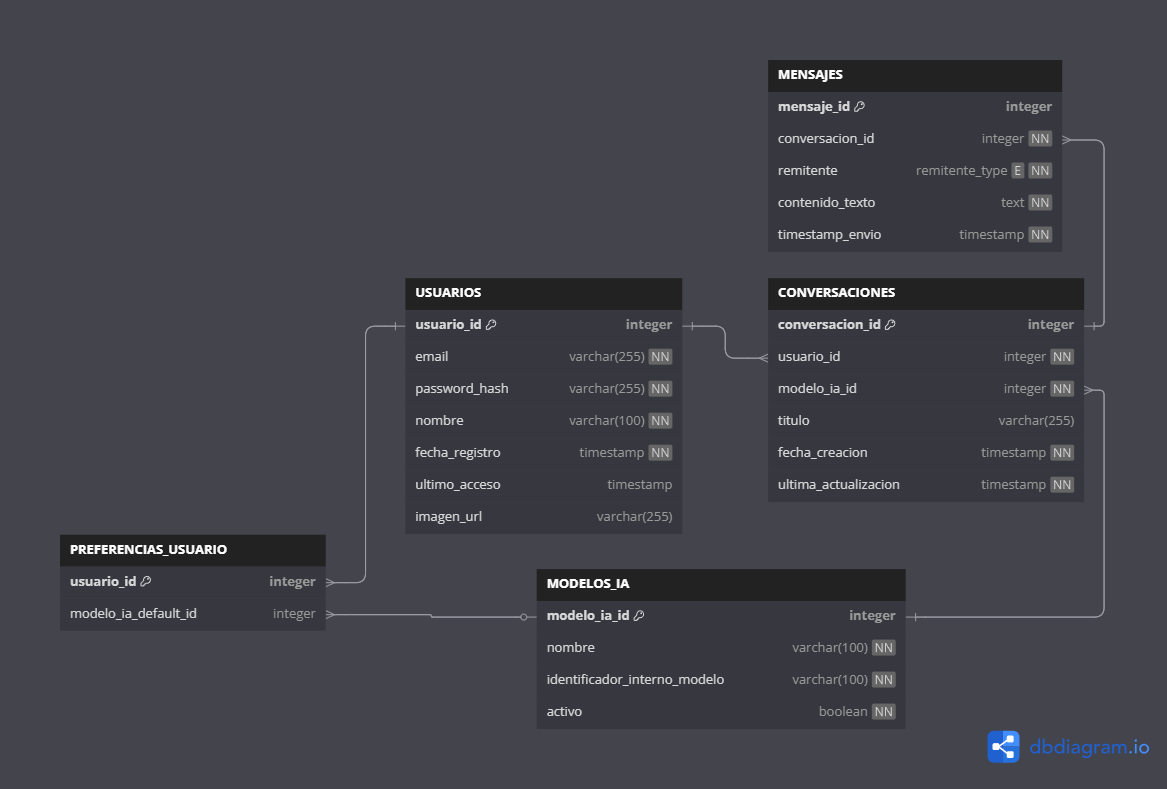 MENSAJES
mensaje_id integer
conversacion_id integer NN
remitente remitente_type E NN
contenido_texto text NN
timestamp_envio timestamp NN
USUARIOS
usuario_id integer
email varchar(255) NN
password_hash varchar(255) NN
nombre varchar(100) NN
fecha_registro timestamp NN
ultimo_acceso timestamp
imagen_url varchar(255)
CONVERSACIONES
conversacion_id integer
usuario_id integer NN
modelo_ia_id integer NN
titulo varchar(255)
fecha_creacion timestamp NN
ultima_actualizacion timestamp NN
PREFERENCIAS_USUARIO
usuario_id integer
modelo_ia_default_id integer
MODELOS_IA
modelo_ia_id integer
nombre varchar(100) NN
identificador_interno_modelo varchar(100) NN
activo boolean NN
dbdiagram.io